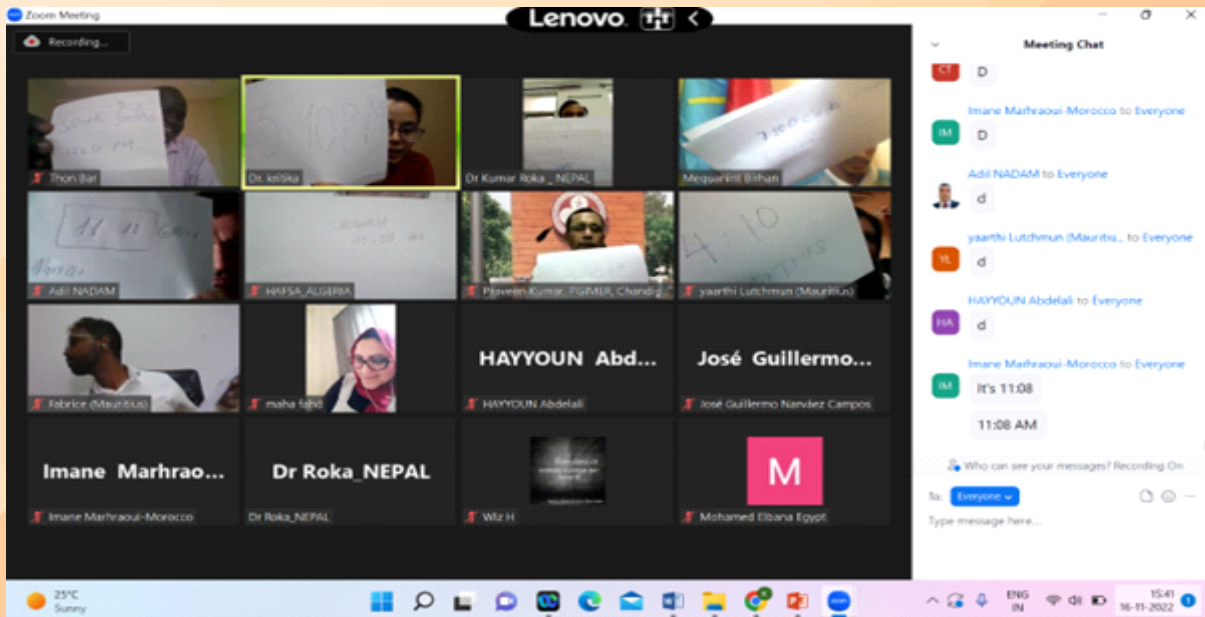 Zoom Meeting
Lenovo
Recording...
Thon Bar
Dr. kritika
Dr Kumar Roka _ NEPAL
Mequanint Birhan
Adil NADAM
HAFSA_ALGERIA
Praveen Kumar, PGIMER, Chandig
4:10
yaarthi Lutchmun (Mauritius)
Fabrice (Mauritius)
maha fahd
HAYYOUN Abd...
HAYYOUN Abdelali
José Guillermo...
José Guillermo Narváez Campos
Imane Marhrao...
Imane Marhraoui-Morocco
Dr Roka_NEPAL
Dr Roka_NEPAL
Wiz H
M
Mohamed Elbana Egypt
Meeting Chat
CT
D
Imane Marhraoui-Morocco to Everyone
IM
D
Adil NADAM to Everyone
d
yaarthi Lutchmun (Mauritiu... to Everyone
YL
d
HAYYOUN Abdelali to Everyone
HA
d
Imane Marhraoui-Morocco to Everyone
IM
It's 11:08
11:08 AM
Who can see your messages? Recording On
To: Everyone
Type message here...
25°C
Sunny
ENG
IN
15:41
16-11-2022
1